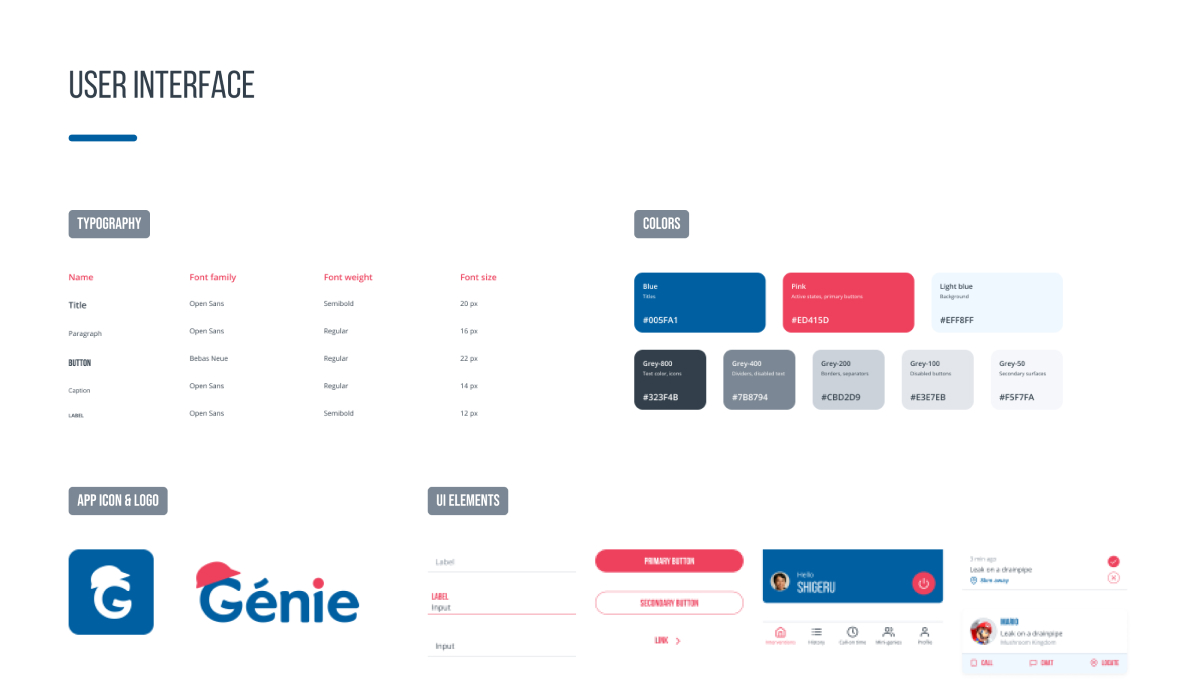 USER INTERFACE
TYPOGRAPHY
Name Font family Font weight Font size
Title Open Sans Semibold 20 px
Paragraph Open Sans Regular 16 px
BUTTON Bebas Neue Regular 22 px
Caption Open Sans Regular 14 px
LABEL Open Sans Semibold 12 px
COLORS
Blue
Titles
#005FA1
Pink
Active states, primary buttons
#ED415D
Light blue
Background
#EFF8FF
Grey-800
Text color, icons
#323F4B
Grey-400
Dividers, disabled text
#7B8794
Grey-200
Borders, separators
#CBD2D9
Grey-100
Disabled buttons
#E3E7EB
Grey-50
Secondary surfaces
#F5F7FA
APP ICON & LOGO
G
Génie
UI ELEMENTS
Label
LABEL
Input
Input
PRIMARY BUTTON
SECONDARY BUTTON
LINK
Hello
SHIGERU
Interventions History Call-on time Mini-games Profile
3 min ago
Leak on a drainpipe
5km away
MARIO
Leak on a drainpipe
Mushroom Kingdom
CALL CHAT LOCATE